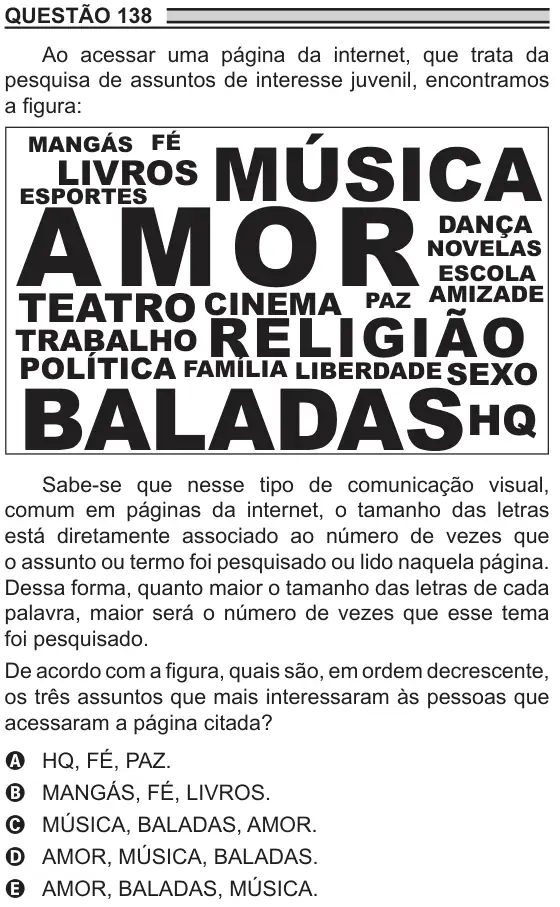 QUESTÃO 138
Ao acessar uma página da internet, que trata da
pesquisa de assuntos de interesse juvenil, encontramos
a figura:
MANGÁS FÉ
LIVROS MÚSICA
ESPORTES
AMOR DANÇA
NOVELAS
ESCOLA
TEATRO CINEMA PAZ AMIZADE
TRABALHO RELIGIÃO
POLÍTICA FAMÍLIA LIBERDADE SEXO
BALADAS HQ
Sabe-se que nesse tipo de comunicação visual,
comum em páginas da internet, o tamanho das letras
está diretamente associado ao número de vezes que
o assunto ou termo foi pesquisado ou lido naquela página.
Dessa forma, quanto maior o tamanho das letras de cada
palavra, maior será o número de vezes que esse tema
foi pesquisado.
De acordo com a figura, quais são, em ordem decrescente,
os três assuntos que mais interessaram às pessoas que
acessaram a página citada?
A HQ, FÉ, PAZ.
B MANGÁS, FÉ, LIVROS.
C MÚSICA, BALADAS, AMOR.
D AMOR, MÚSICA, BALADAS.
E AMOR, BALADAS, MÚSICA.